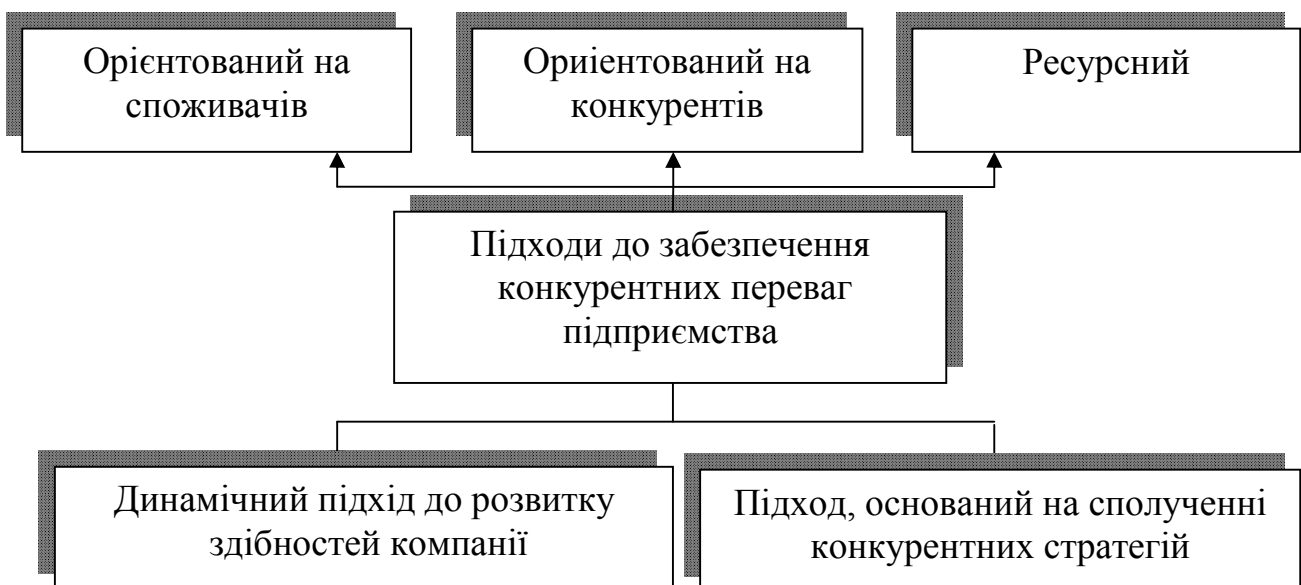 Орієнтований на
споживачів
Ориіентований на
конкурентів
Ресурсний
Підходи до забезпечення
конкурентних переваг
підприємства
Динамічний підхід до розвитку
здібностей компанії
Підход, оснований на сполученні
конкурентних стратегій